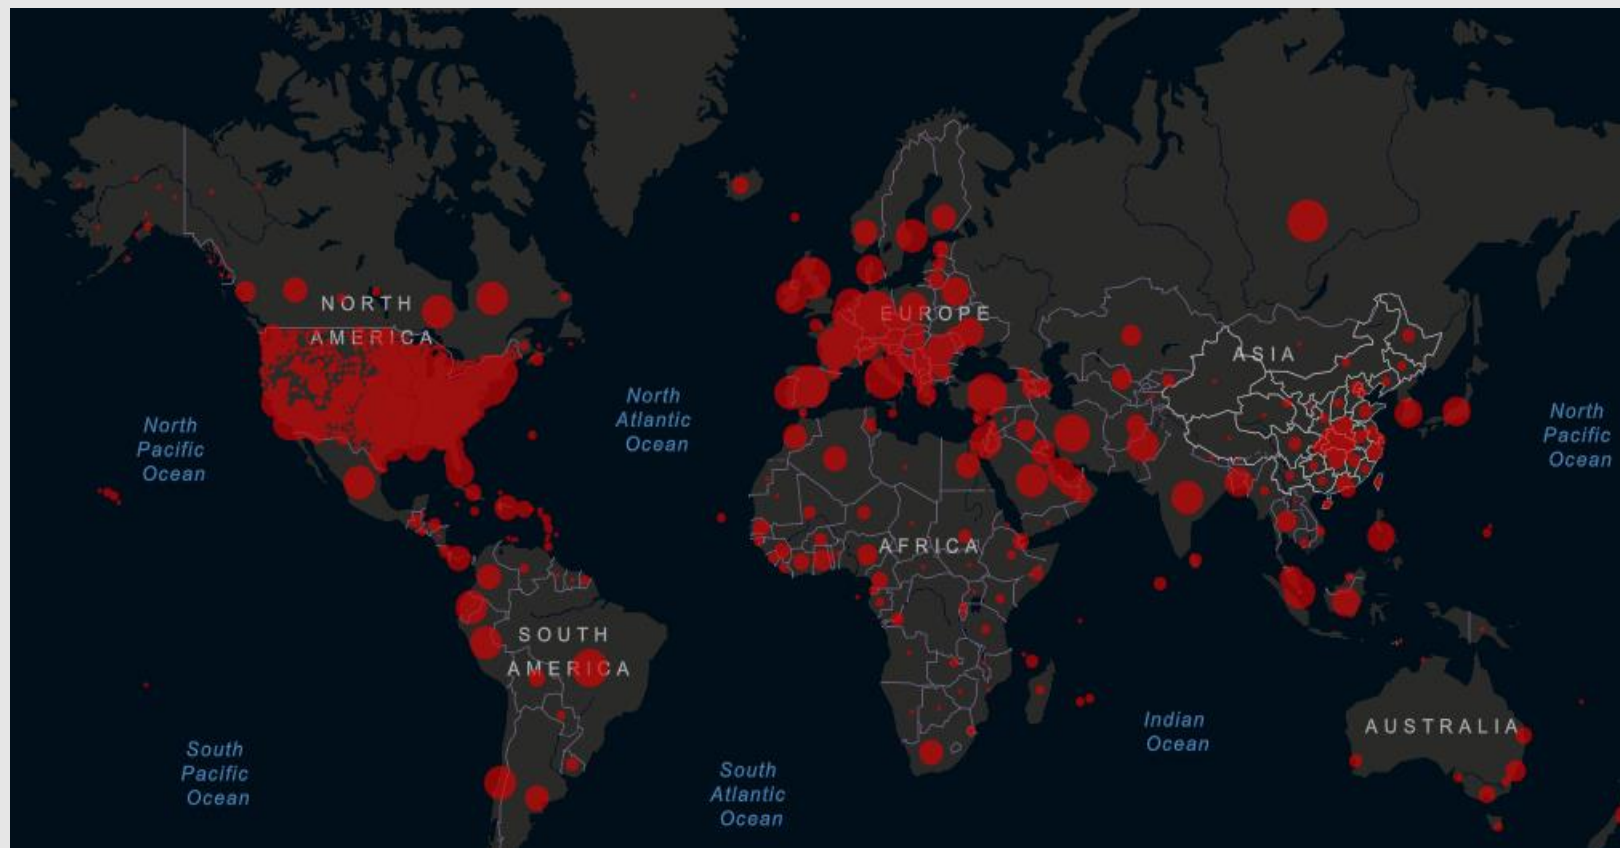 NORTH
AMERICA
EUROPE
ASIA
North
Pacific
Ocean
North
Atlantic
Ocean
North
Pacific
Ocean
AFRICA
SOUTH
AMERICA
Indian
Ocean
AUSTRALIA
South
Pacific
Ocean
South
Atlantic
Ocean